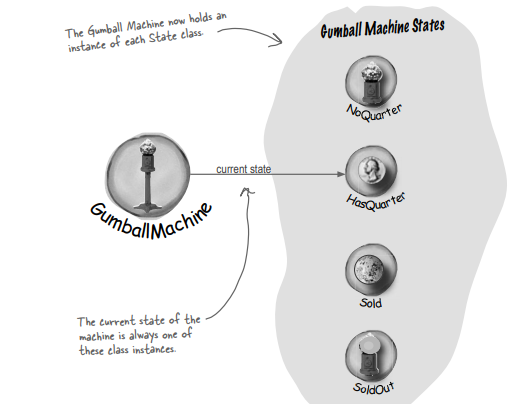 The Gumball Machine now holds an
instance of each State class.
Gumball Machine States
NoQuarter
current state
HasQuarter
GumballMachine
Sold
The current state of the
machine is always one of
these class instances.
SoldOut